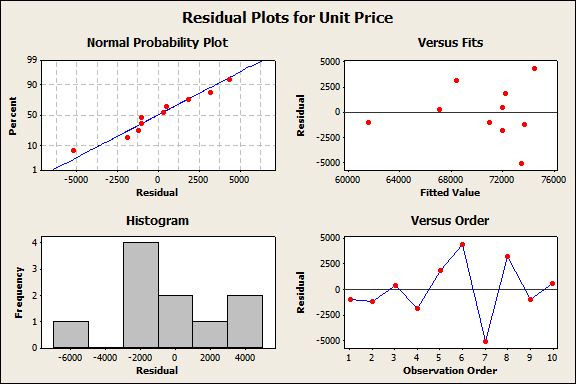 Residual Plots for Unit Price
Normal Probability Plot
99
90
50
10
1
Percent
-5000 -2500 0 2500 5000
Residual
Versus Fits
5000
2500
0
-2500
-5000
Residual
60000 64000 68000 72000 76000
Fitted Value
Histogram
4
3
2
1
0
Frequency
-6000 -4000 -2000 0 2000 4000
Residual
Versus Order
5000
2500
0
-2500
-5000
Residual
1 2 3 4 5 6 7 8 9 10
Observation Order